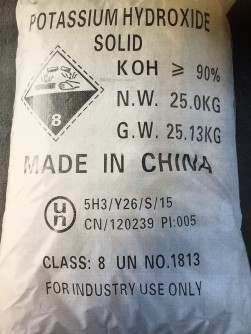 POTASSIUM HYDROXIDE
SOLID
KOH ⩾ 90%
N.W. 25.0KG
G.W. 25.13KG
8
MADE IN CHINA
un
5H3/Y26/S/15
CN/120239 PI:005
CLASS: 8 UN NO.1813
FOR INDUSTRY USE ONLY